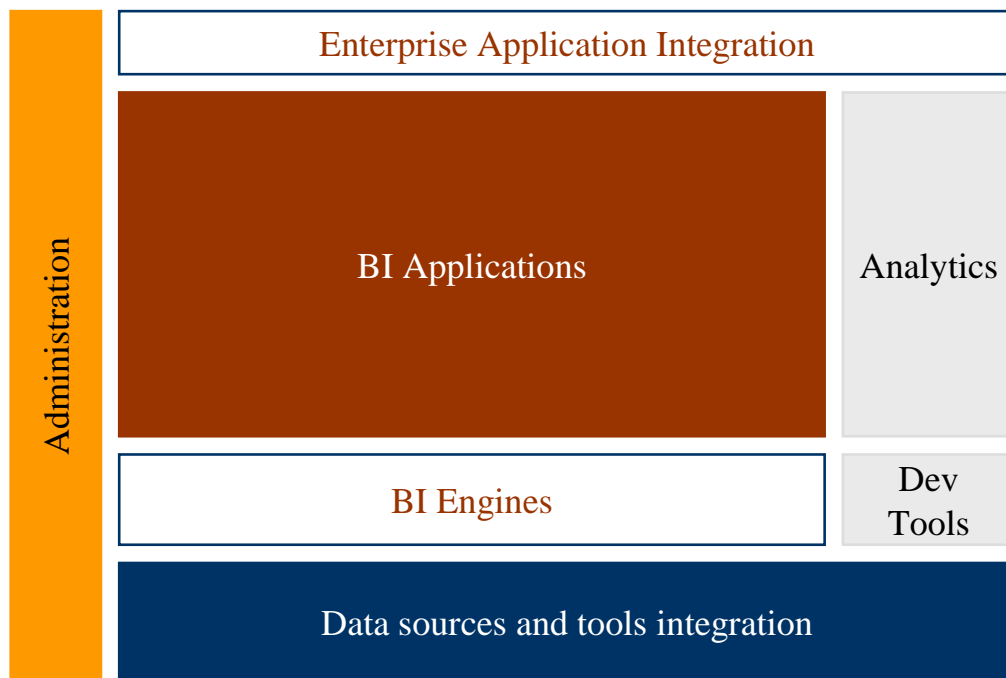 Enterprise Application Integration
Administration
BI Applications
Analytics
BI Engines
Dev
Tools
Data sources and tools integration